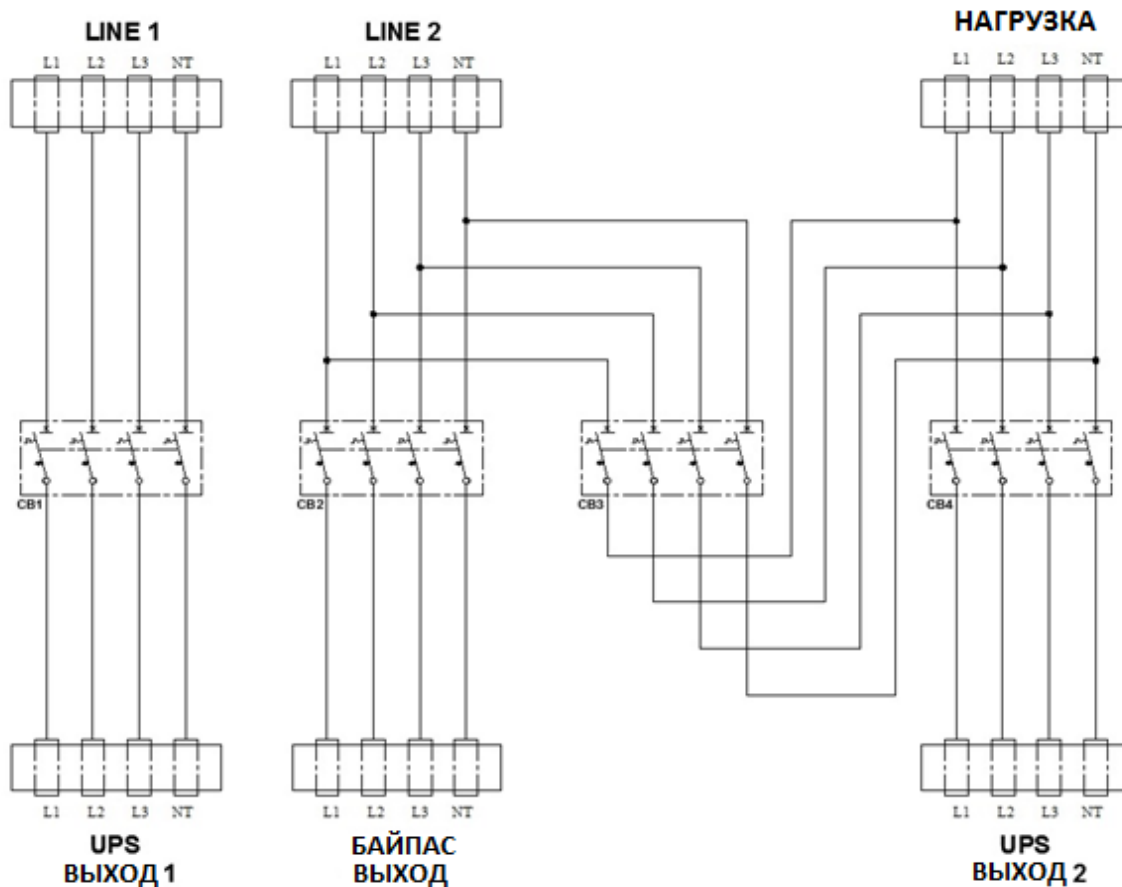 LINE 1
LINE 2
НАГРУЗКА
L1 L2 L3 NT
L1 L2 L3 NT
L1 L2 L3 NT
CB1
CB2
CB3
CB4
L1 L2 L3 NT
L1 L2 L3 NT
L1 L2 L3 NT
UPS
ВЫХОД 1
БАЙПАС
ВЫХОД
UPS
ВЫХОД 2